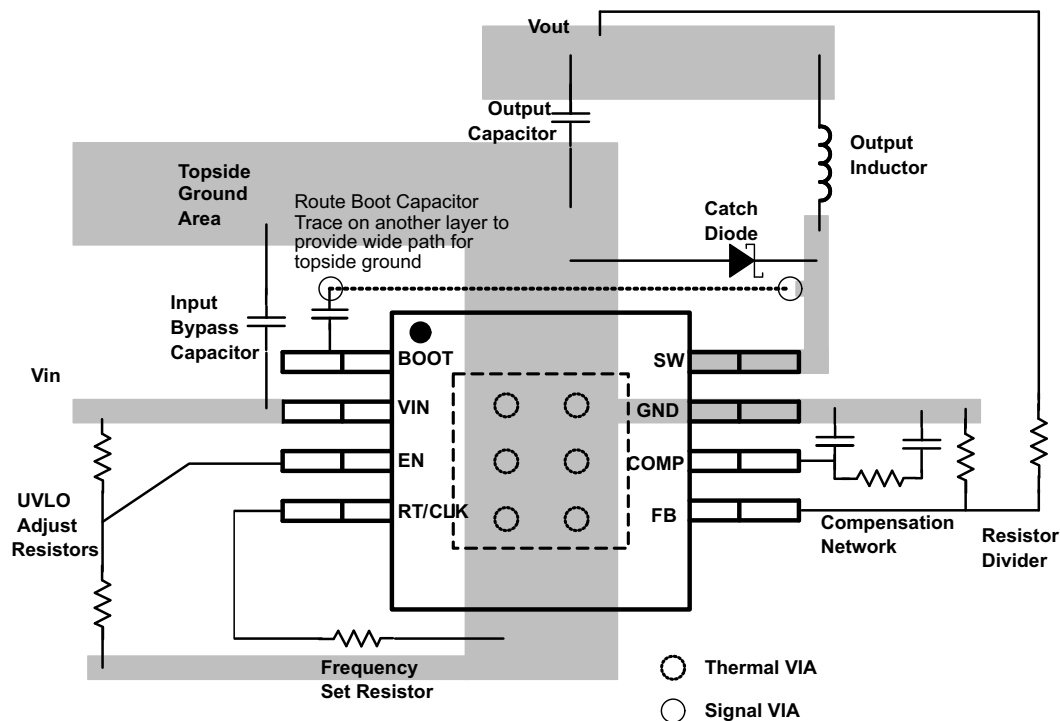 Vout
Output
Capacitor
Output
Inductor
Topside
Ground
Area
Route Boot Capacitor
Trace on another layer to
provide wide path for
topside ground
Catch
Diode
Input
Bypass
Capacitor
Vin
BOOT
VIN
EN
RT/CLK
SW
GND
COMP
FB
UVLO
Adjust
Resistors
Compensation
Network
Resistor
Divider
Frequency
Set Resistor
Thermal VIA
Signal VIA